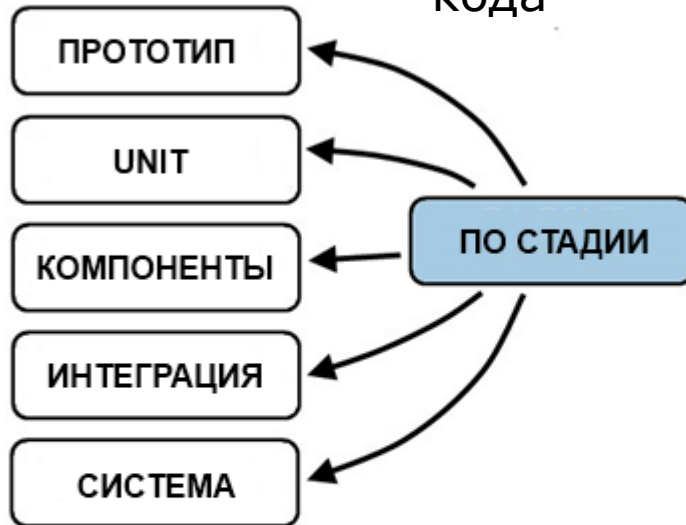 кода
ПРОТОТИП
UNIT
ПО СТАДИИ
КОМПОНЕНТЫ
ИНТЕГРАЦИЯ
СИСТЕМА